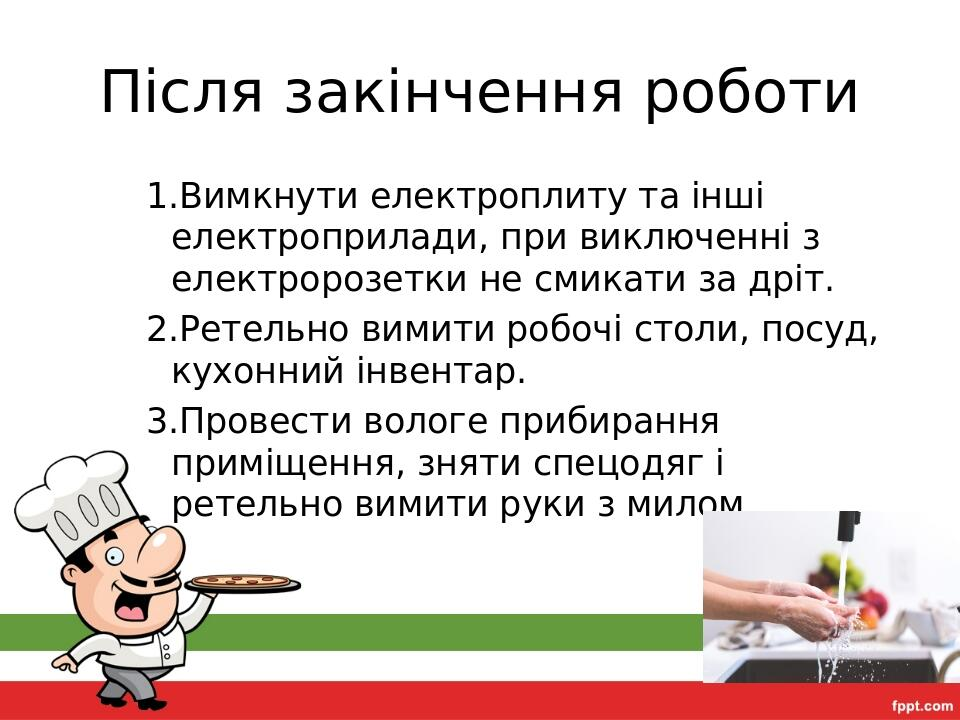 Після закінчення роботи
1.Вимкнути електроплиту та інші
електроприлади, при виключенні з
електророзетки не смикати за дріт.
2.Ретельно вимити робочі столи, посуд,
кухонний інвентар.
3.Провести вологе прибирання
приміщення, зняти спецодяг і
ретельно вимити руки з милом
fppt.com